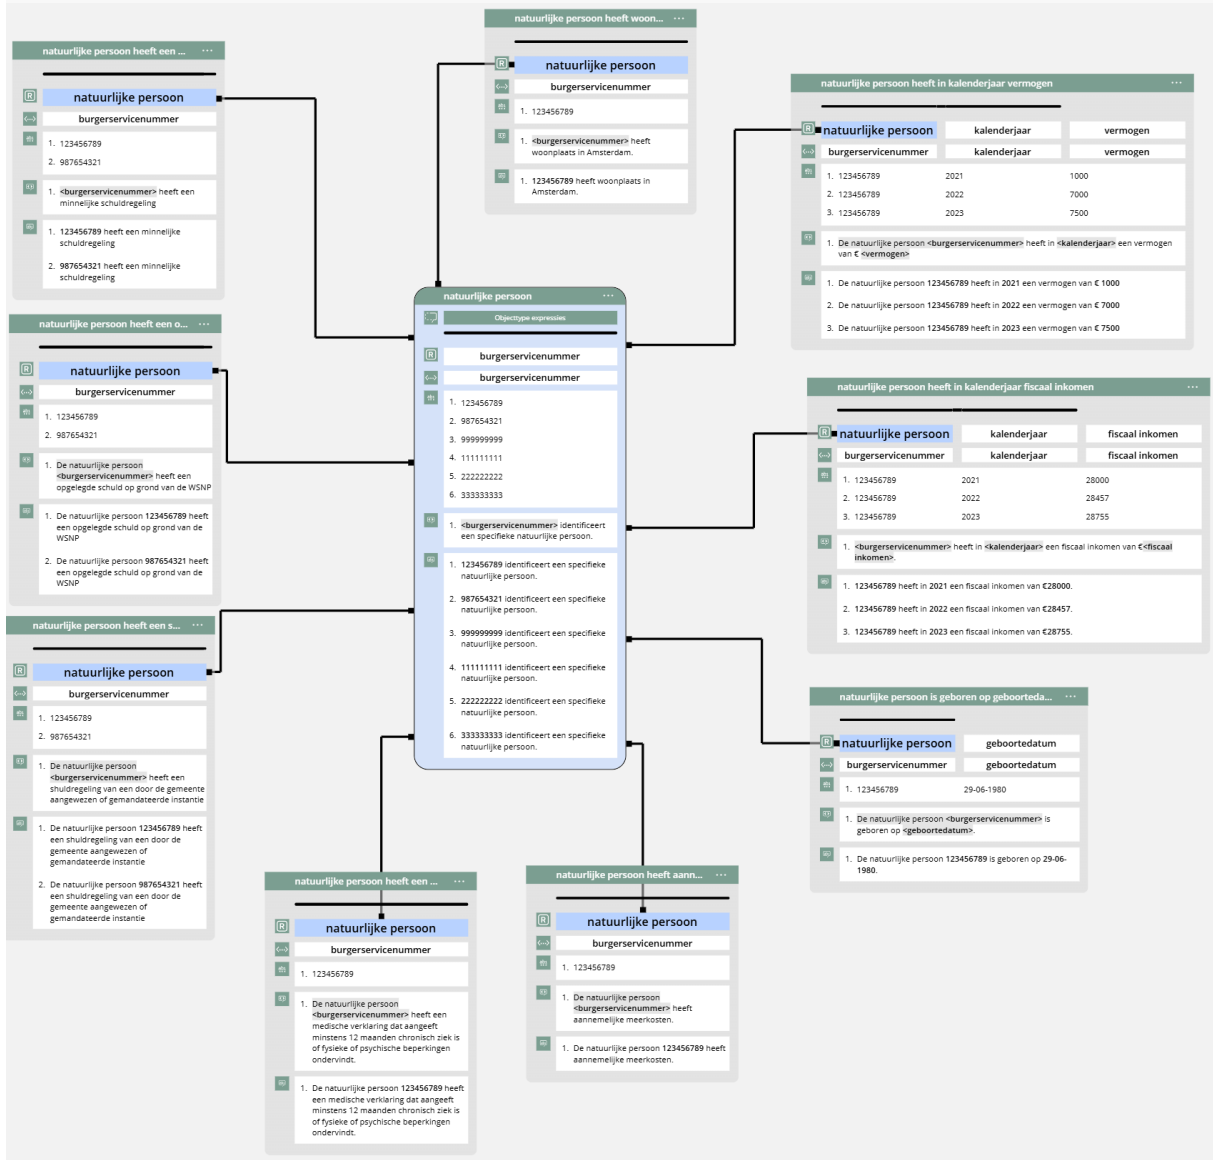 natuurlijke persoon heeft een ... ...
R
natuurlijke persoon
burgerservicenummer
1. 123456789
2. 987654321
1. <burgerservicenummer> heeft een
minnelijke schuldregeling
1. 123456789 heeft een minnelijke
schuldregeling
2. 987654321 heeft een minnelijke
schuldregeling
natuurlijke persoon heeft woon... ...
R
natuurlijke persoon
burgerservicenummer
1. 123456789
1. <burgerservicenummer> heeft
woonplaats in Amsterdam.
1. 123456789 heeft woonplaats in
Amsterdam.
natuurlijke persoon heeft in kalenderjaar vermogen ...
R
natuurlijke persoon kalenderjaar vermogen
burgerservicenummer kalenderjaar vermogen
1. 123456789 2021 1000
2. 123456789 2022 7000
3. 123456789 2023 7500
1. De natuurlijke persoon <burgerservicenummer> heeft in <kalenderjaar> een vermogen
van € <vermogen>
1. De natuurlijke persoon 123456789 heeft in 2021 een vermogen van € 1000
2. De natuurlijke persoon 123456789 heeft in 2022 een vermogen van € 7000
3. De natuurlijke persoon 123456789 heeft in 2023 een vermogen van € 7500
natuurlijke persoon heeft een o... ...
R
natuurlijke persoon
burgerservicenummer
1. 123456789
2. 987654321
1. De natuurlijke persoon
<burgerservicenummer> heeft een
opgelegde schuld op grond van de WSNP
1. De natuurlijke persoon 123456789 heeft
een opgelegde schuld op grond van de
WSNP
2. De natuurlijke persoon 987654321 heeft
een opgelegde schuld op grond van de
WSNP
natuurlijke persoon ...
Objecttype expressies
R
burgerservicenummer
burgerservicenummer
1. 123456789
2. 987654321
3. 999999999
4. 111111111
5. 222222222
6. 333333333
1. <burgerservicenummer> identificeert
een specifieke natuurlijke persoon.
1. 123456789 identificeert een specifieke
natuurlijke persoon.
2. 987654321 identificeert een specifieke
natuurlijke persoon.
3. 999999999 identificeert een specifieke
natuurlijke persoon.
4. 111111111 identificeert een specifieke
natuurlijke persoon.
5. 222222222 identificeert een specifieke
natuurlijke persoon.
6. 333333333 identificeert een specifieke
natuurlijke persoon.
natuurlijke persoon heeft in kalenderjaar fiscaal inkomen ...
R
natuurlijke persoon kalenderjaar fiscaal inkomen
burgerservicenummer kalenderjaar fiscaal inkomen
1. 123456789 2021 28000
2. 123456789 2022 28457
3. 123456789 2023 28755
1. <burgerservicenummer> heeft in <kalenderjaar> een fiscaal inkomen van €<fiscaal
inkomen>.
1. 123456789 heeft in 2021 een fiscaal inkomen van €28000.
2. 123456789 heeft in 2022 een fiscaal inkomen van €28457.
3. 123456789 heeft in 2023 een fiscaal inkomen van €28755.
natuurlijke persoon heeft een s... ...
R
natuurlijke persoon
burgerservicenummer
1. 123456789
2. 987654321
1. De natuurlijke persoon
<burgerservicenummer> heeft een
shuldregeling van een door de gemeente
aangewezen of gemandateerde instantie
1. De natuurlijke persoon 123456789 heeft
een shuldregeling van een door de
gemeente aangewezen of
gemandateerde instantie
2. De natuurlijke persoon 987654321 heeft
een shuldregeling van een door de
gemeente aangewezen of
gemandateerde instantie
natuurlijke persoon is geboren op geboorteda... ...
R
natuurlijke persoon geboortedatum
burgerservicenummer geboortedatum
1. 123456789 29-06-1980
1. De natuurlijke persoon <burgerservicenummer> is
geboren op <geboortedatum>.
1. De natuurlijke persoon 123456789 is geboren op 29-06-
1980.
natuurlijke persoon heeft een ... ...
R
natuurlijke persoon
burgerservicenummer
1. 123456789
1. De natuurlijke persoon
<burgerservicenummer> heeft een
medische verklaring dat aangeeft
minstens 12 maanden chronisch ziek is
of fysieke of psychische beperkingen
ondervindt.
1. De natuurlijke persoon 123456789 heeft
een medische verklaring dat aangeeft
minstens 12 maanden chronisch ziek is
of fysieke of psychische beperkingen
ondervindt.
natuurlijke persoon heeft aann... ...
R
natuurlijke persoon
burgerservicenummer
1. 123456789
1. De natuurlijke persoon
<burgerservicenummer> heeft
aannemelijke meerkosten.
1. De natuurlijke persoon 123456789 heeft
aannemelijke meerkosten.